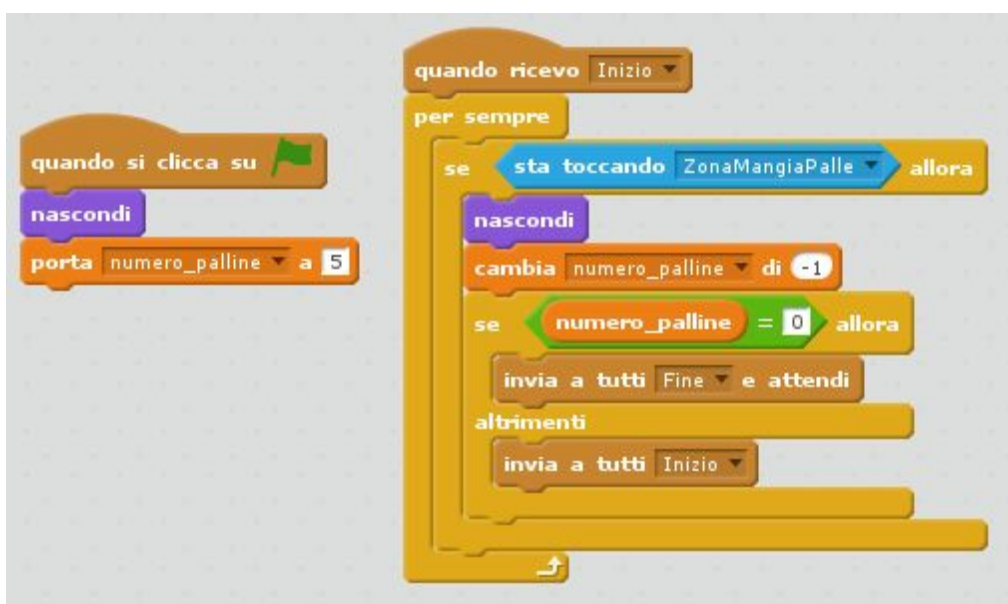 quando si clicca su
nascondi
porta numero_palline a 5
quando ricevo Inizio
per sempre
se sta toccando ZonaMangiaPalle allora
nascondi
cambia numero_palline di -1
se numero_palline = 0 allora
invia a tutti Fine e attendi
altrimenti
invia a tutti Inizio